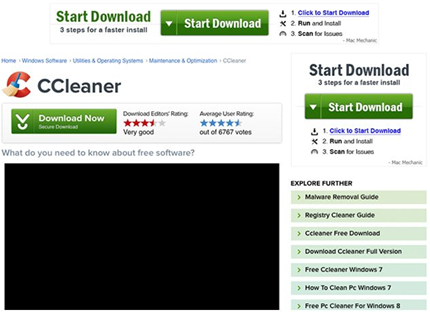 Start Download
3 steps for a faster install
Start Download
1. Click to Start Download
2. Run and Install
3. Scan for Issues
- Mac Mechanic
Home › Windows Software › Utilities & Operating Systems › Maintenance & Optimization › CCleaner
CCleaner
Download Now
Secure Download
Download Editors' Rating:
Very good
Average User Rating:
out of 6767 votes
What do you need to know about free software?
Start Download
3 steps for a faster install
Start Download
1. Click to Start Download
2. Run and Install
3. Scan for Issues
- Mac Mechanic
EXPLORE FURTHER
Malware Removal Guide
Registry Cleaner Guide
Ccleaner Free Download
Download Ccleaner Full Version
Free Ccleaner Windows 7
How To Clean Pc Windows 7
Free Pc Cleaner For Windows 8